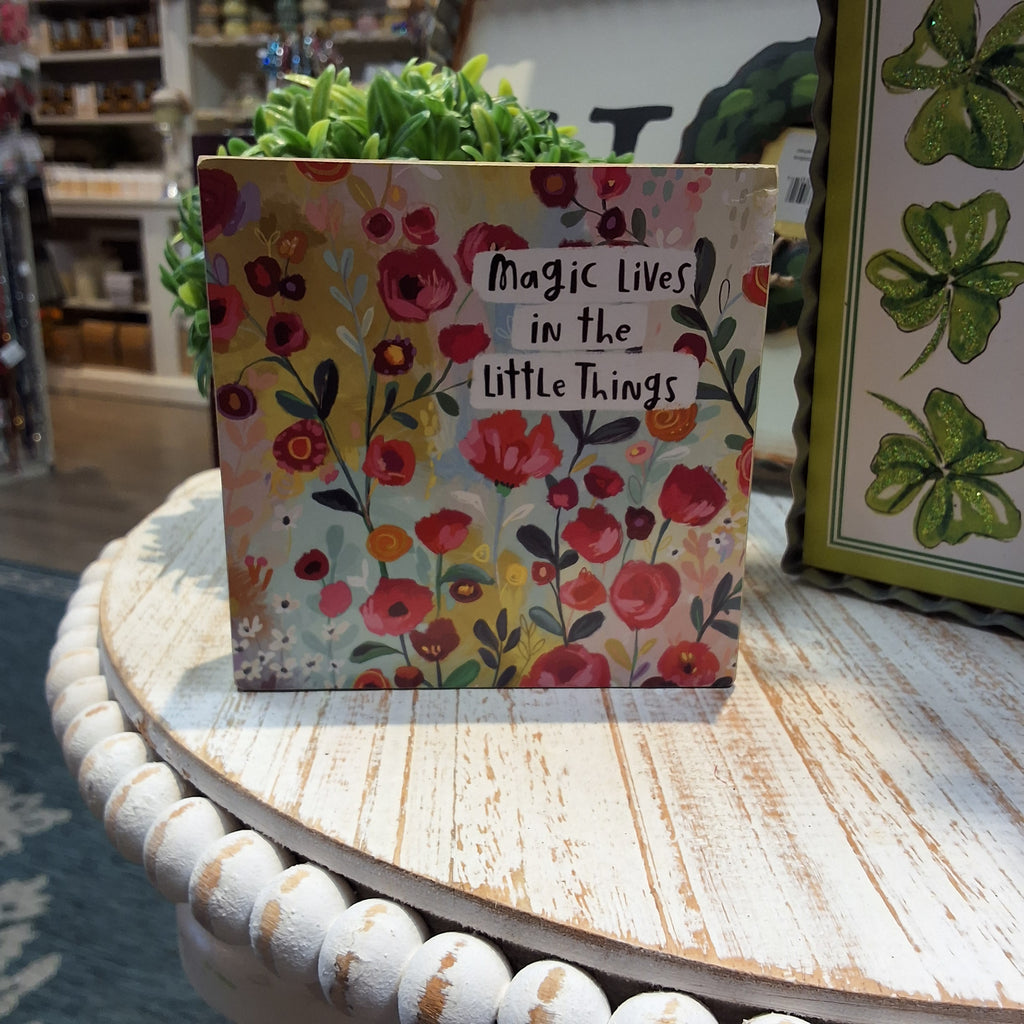 Magic Lives
in the
Little Things